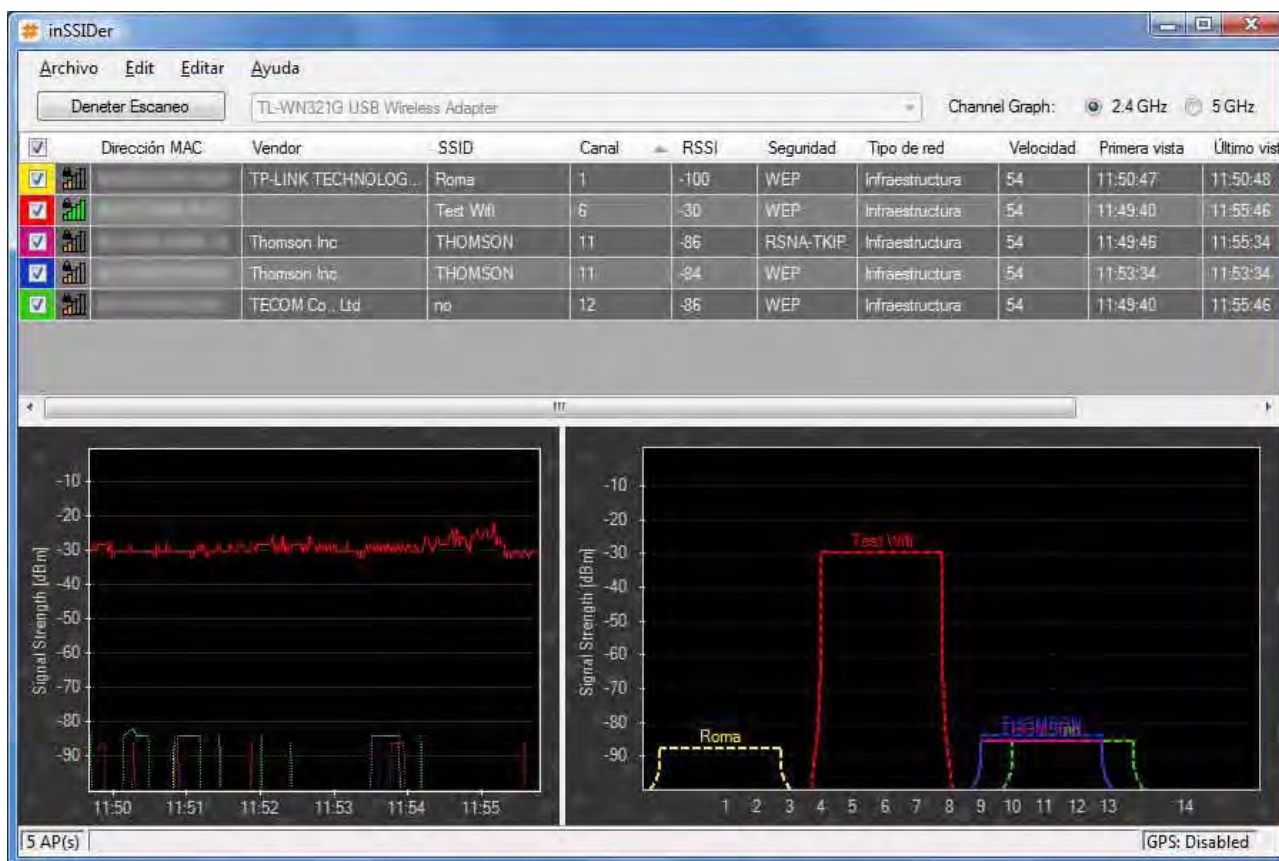 inSSIDer
Archivo Edit Editar Ayuda
Deneter Escaneo TL-WN321G USB Wireless Adapter Channel Graph: 2.4 GHz 5 GHz
Dirección MAC Vendor SSID Canal RSSI Seguridad Tipo de red Velocidad Primera vista Último vist
TP-LINK TECHNOLOG... Roma 1 -100 WEP Infraestructura 54 11:50:47 11:50:48
Test Wifi 6 -30 WEP Infraestructura 54 11:49:40 11:55:46
Thomson Inc THOMSON 11 -86 RSNA-TKIP Infraestructura 54 11:49:46 11:55:34
Thomson Inc THOMSON 11 -84 WEP Infraestructura 54 11:53:34 11:53:34
TECOM Co., Ltd no 12 -86 WEP Infraestructura 54 11:49:40 11:55:46
Signal Strength [dBm]
-10
-20
-30
-40
-50
-60
-70
-80
-90
11:50 11:51 11:52 11:53 11:54 11:55
Signal Strength [dBm]
-10
-20
-30
-40
-50
-60
-70
-80
-90
Test Wifi
Roma
THOMSON
1 2 3 4 5 6 7 8 9 10 11 12 13 14
5 AP(s) GPS: Disabled